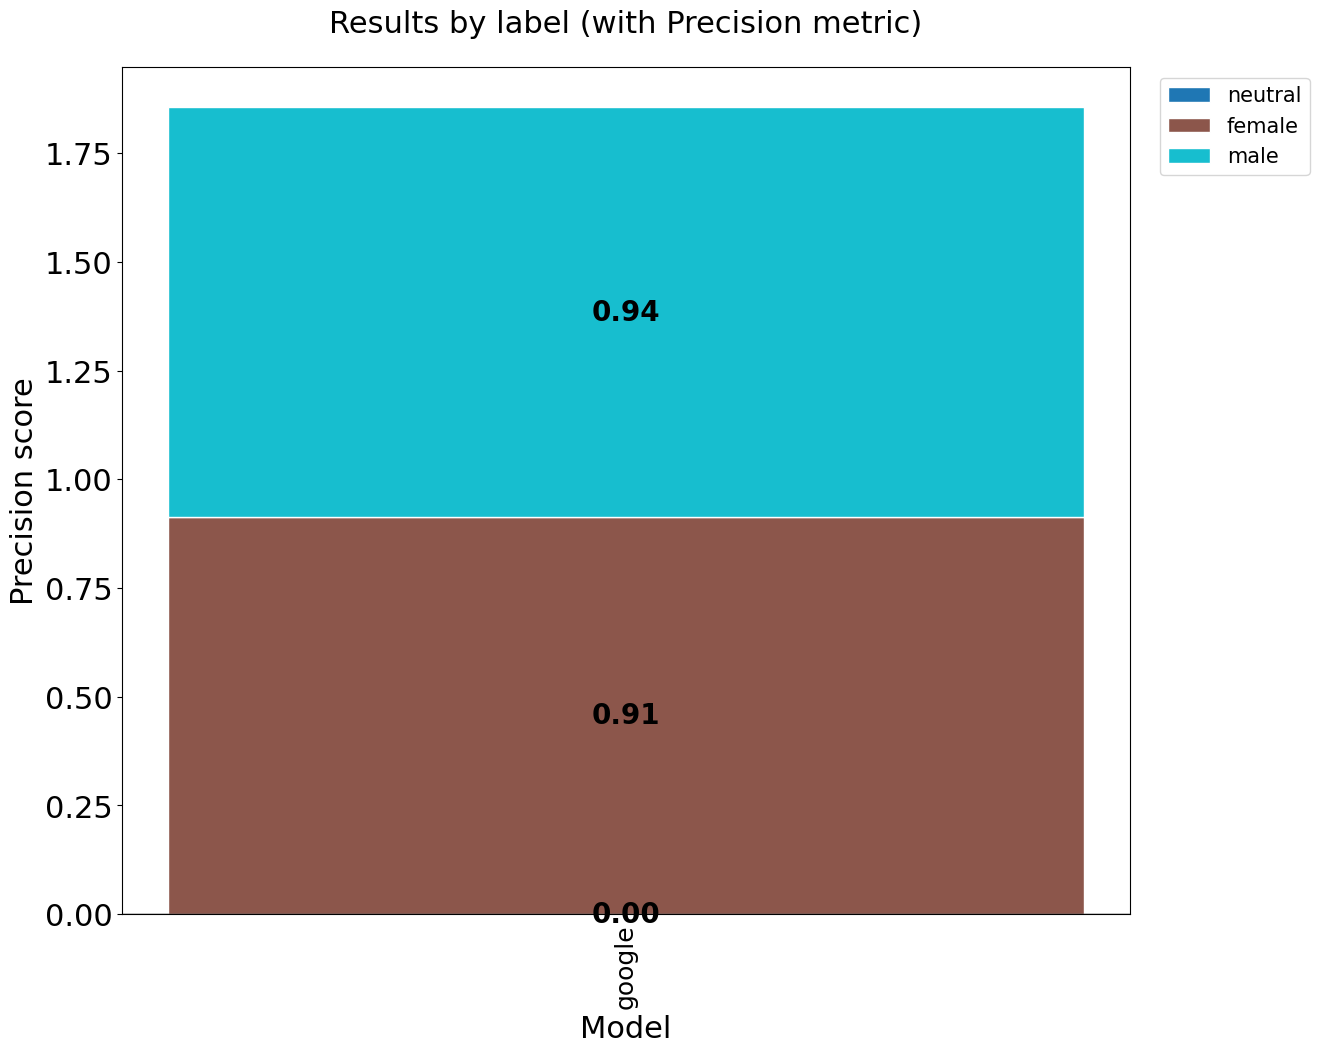 Results by label (with Precision metric)
neutral
female
male
1.75
1.50
1.25
1.00
0.75
0.50
0.25
0.00
Precision score
0.94
0.91
0.00
google
Model